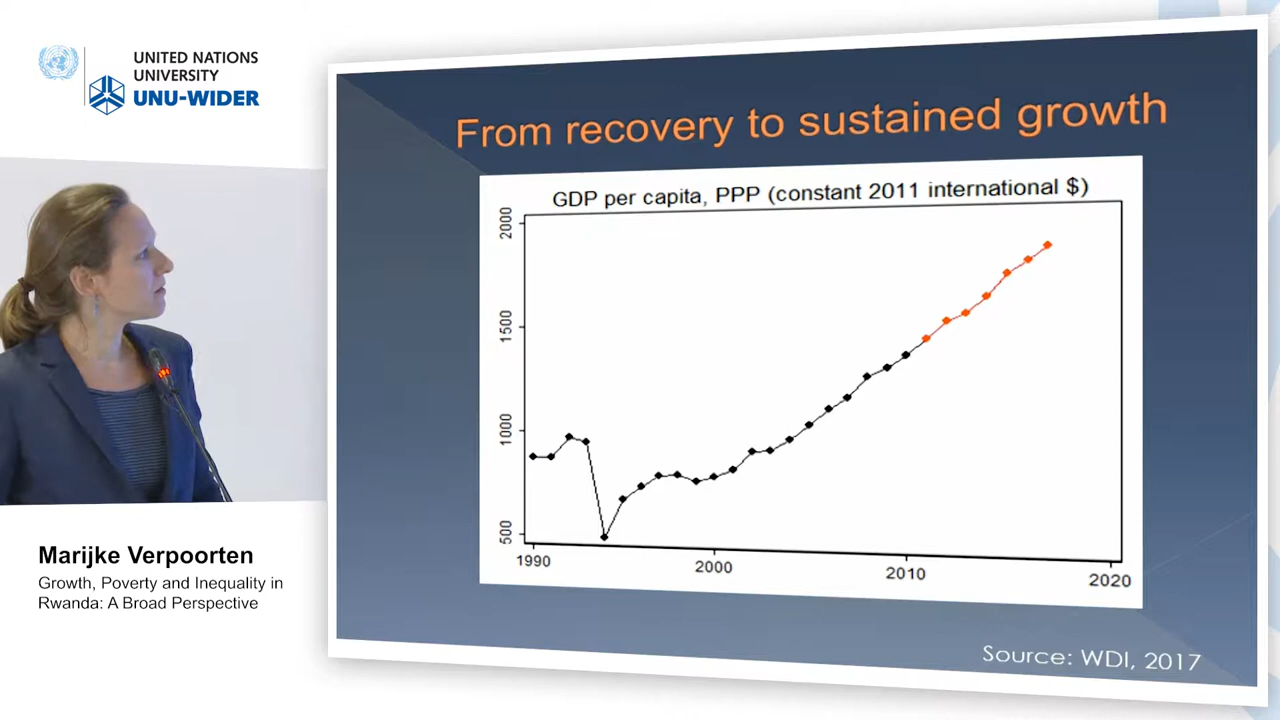 UNITED NATIONS
UNIVERSITY
UNU-WIDER
From recovery to sustained growth
GDP per capita, PPP (constant 2011 international $)
2000
1500
1000
500
1990
2000
2010
2020
Source: WDI, 2017
Marijke Verpoorten
Growth, Poverty and Inequality in
Rwanda: A Broad Perspective